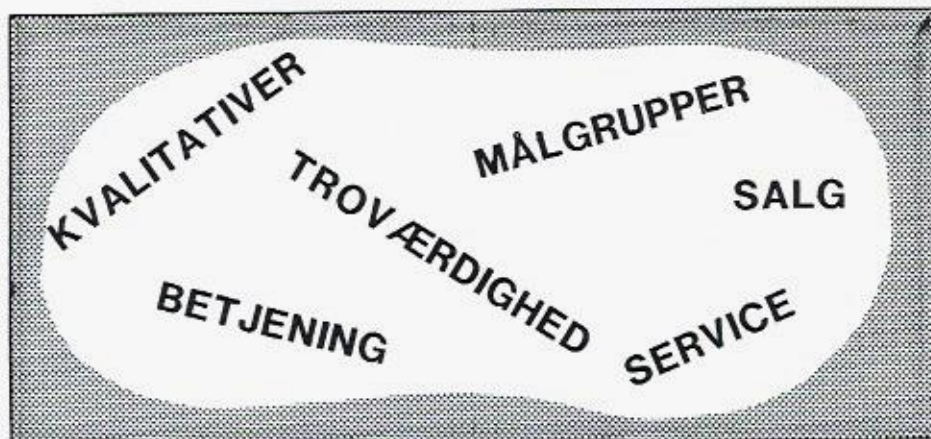 KVALITATIVER
MÅLGRUPPER
TROVÆRDIGHED
SALG
BETJENING
SERVICE